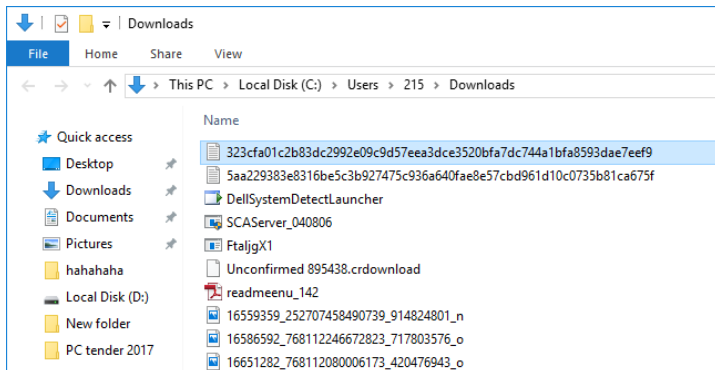 Downloads
File Home Share View
This PC > Local Disk (C:) > Users > 215 > Downloads
Name
Quick access
Desktop
Downloads
Documents
Pictures
hahahaha
Local Disk (D:)
New folder
PC tender 2017
323cfa01c2b83dc2992e09c9d57eea3dce3520bfa7dc744a1bfa8593dae7eef9
5aa229383e8316be5c3b927475c936a640fae8e57cbd961d10c0735b81ca675f
DellSystemDetectLauncher
SCAServer_040806
FtaljgX1
Unconfirmed 895438.crdownload
readmeenu_142
16559359_252707458490739_914824801_n
16586592_768112246672823_717803576_o
16651282_768112080006173_420476943_o